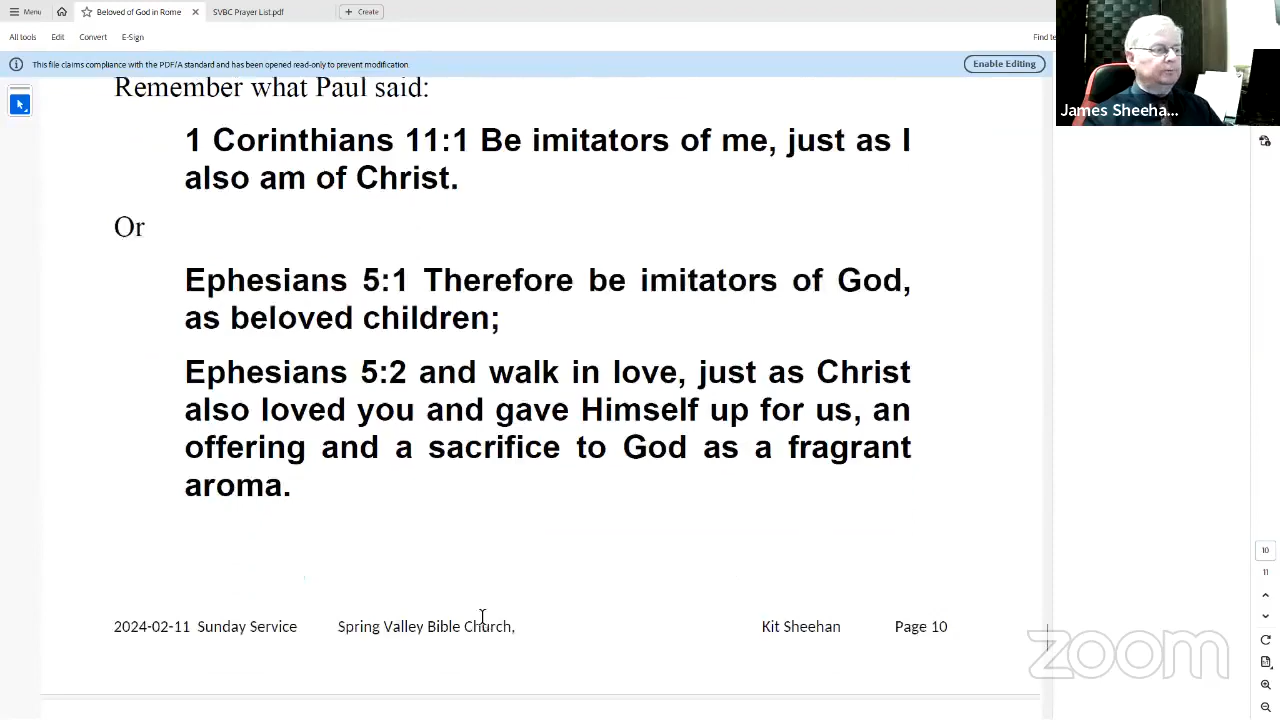 Menu
Beloved of God in Rome
SVBC Prayer List.pdf
Create
All tools Edit Convert E-Sign
Find te
This file claims compliance with the PDF/A standard and has been opened read-only to prevent modification.
Enable Editing
James Sheeha...
Remember what Paul said:
1 Corinthians 11:1 Be imitators of me, just as I
also am of Christ.
Or
Ephesians 5:1 Therefore be imitators of God,
as beloved children;
Ephesians 5:2 and walk in love, just as Christ
also loved you and gave Himself up for us, an
offering and a sacrifice to God as a fragrant
aroma.
10
11
2024-02-11 Sunday Service Spring Valley Bible Church, Kit Sheehan Page 10
zoom